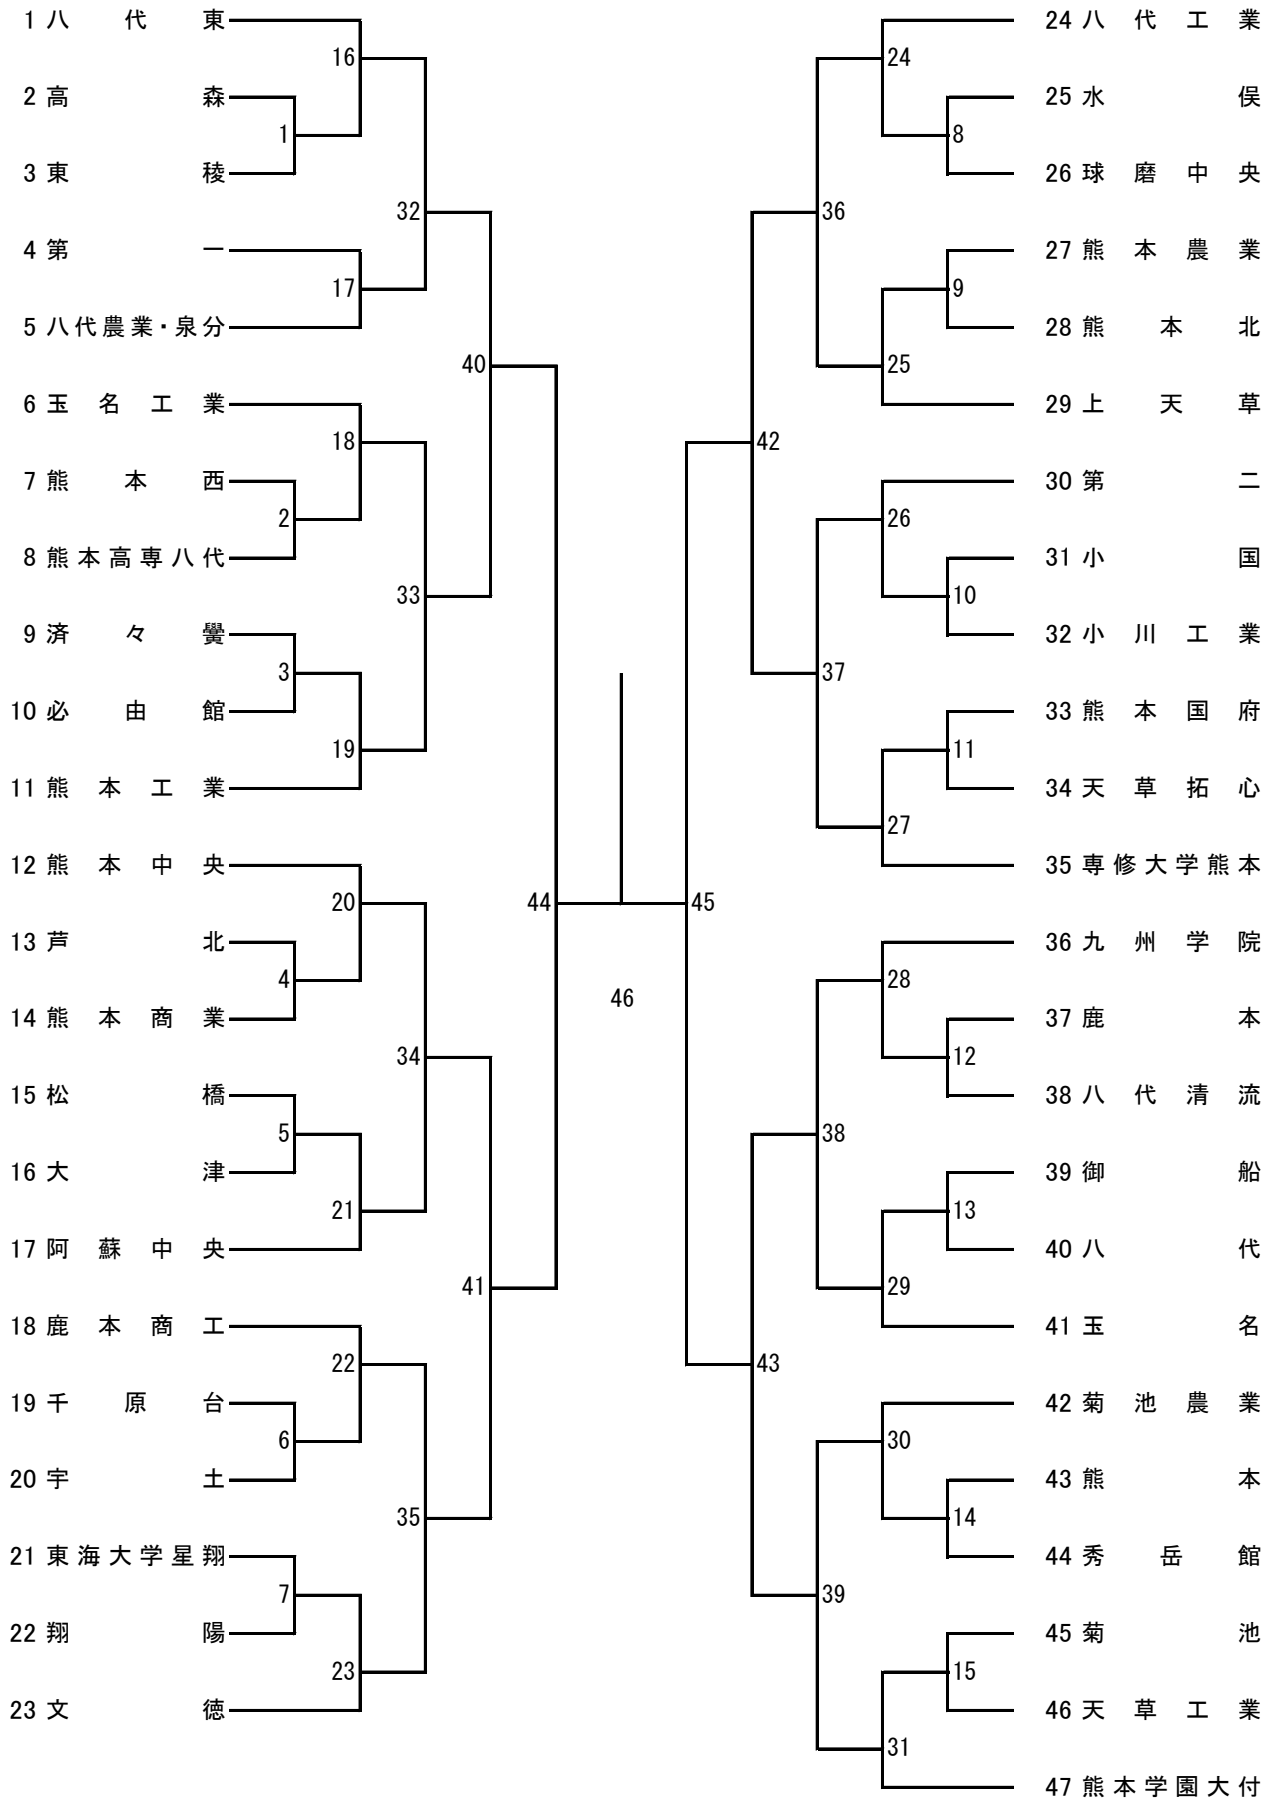 1 八代東
16
2 高森
1
3 東稜
32
4 第一
17
5 八代農業・泉分
40
6 玉名工業
18
7 熊本西
2
8 熊本高専八代
33
9 済々黌
3
10 必由館
19
11 熊本工業
12 熊本中央
20
44
13 芦北
4
14 熊本商業
34
15 松橋
5
16 大津
21
17 阿蘇中央
41
18 鹿本商工
22
19 千原台
6
20 宇土
35
21 東海大学星翔
7
22 翔陽
23
23 文徳
46
24 八代工業
24
25 水俣
8
26 球磨中央
36
27 熊本農業
9
28 熊本北
25
29 上天草
42
30 第二
26
31 小国
10
32 小川工業
37
33 熊本国府
11
34 天草拓心
27
35 専修大学熊本
45
36 九州学院
28
37 鹿本
12
38 八代清流
38
39 御船
13
40 八代
29
41 玉名
43
42 菊池農業
30
43 熊本
14
44 秀岳館
39
45 菊池
15
46 天草工業
31
47 熊本学園大付